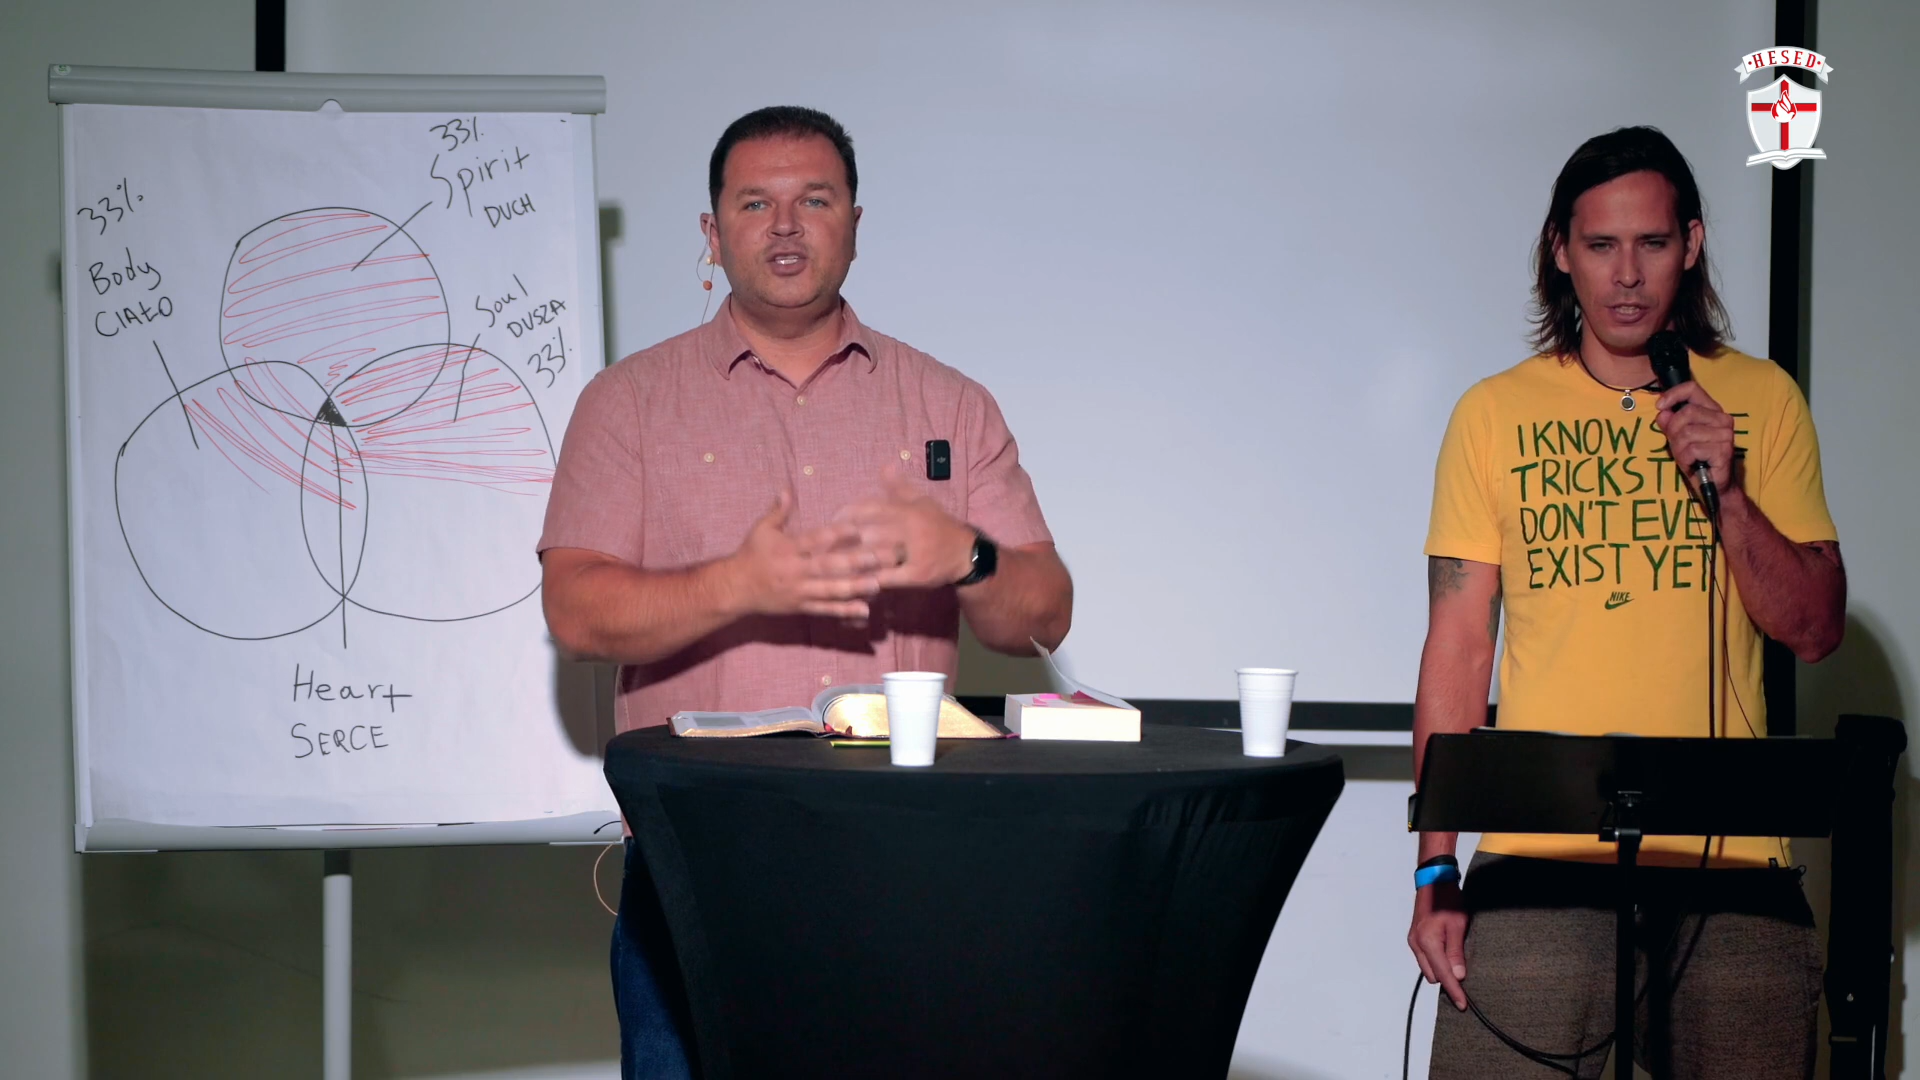 33%
Spirit
DUCH
33%
Body
CIAŁO
Soul
DUSZA
33%
Heart
SERCE
HESED
I KNOW
TRICKS
DON'T EVE
EXIST YET
NIKE